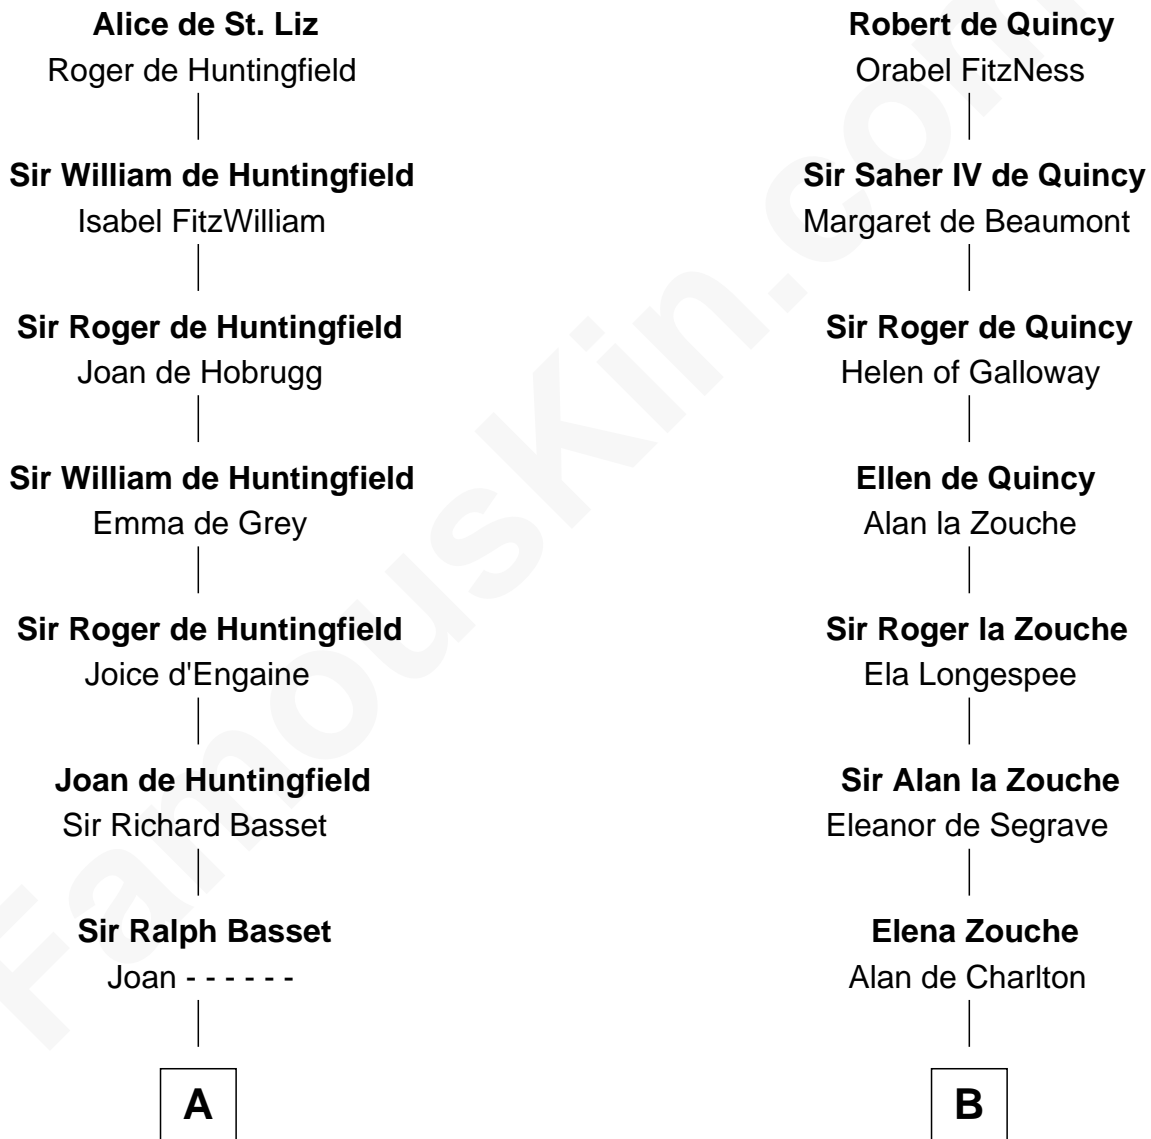 Alice de St. Liz
Roger de Huntingfield
Sir William de Huntingfield
Isabel FitzWilliam
Sir Roger de Huntingfield
Joan de Hobrugg
Sir William de Huntingfield
Emma de Grey
Sir Roger de Huntingfield
Joice d'Engaine
Joan de Huntingfield
Sir Richard Basset
Sir Ralph Basset
Joan - - - - - -
A
Robert de Quincy
Orabel FitzNess
Sir Saher IV de Quincy
Margaret de Beaumont
Sir Roger de Quincy
Helen of Galloway
Ellen de Quincy
Alan la Zouche
Sir Roger la Zouche
Ela Longespee
Sir Alan la Zouche
Eleanor de Segrave
Elena Zouche
Alan de Charlton
B
FamousKin.com